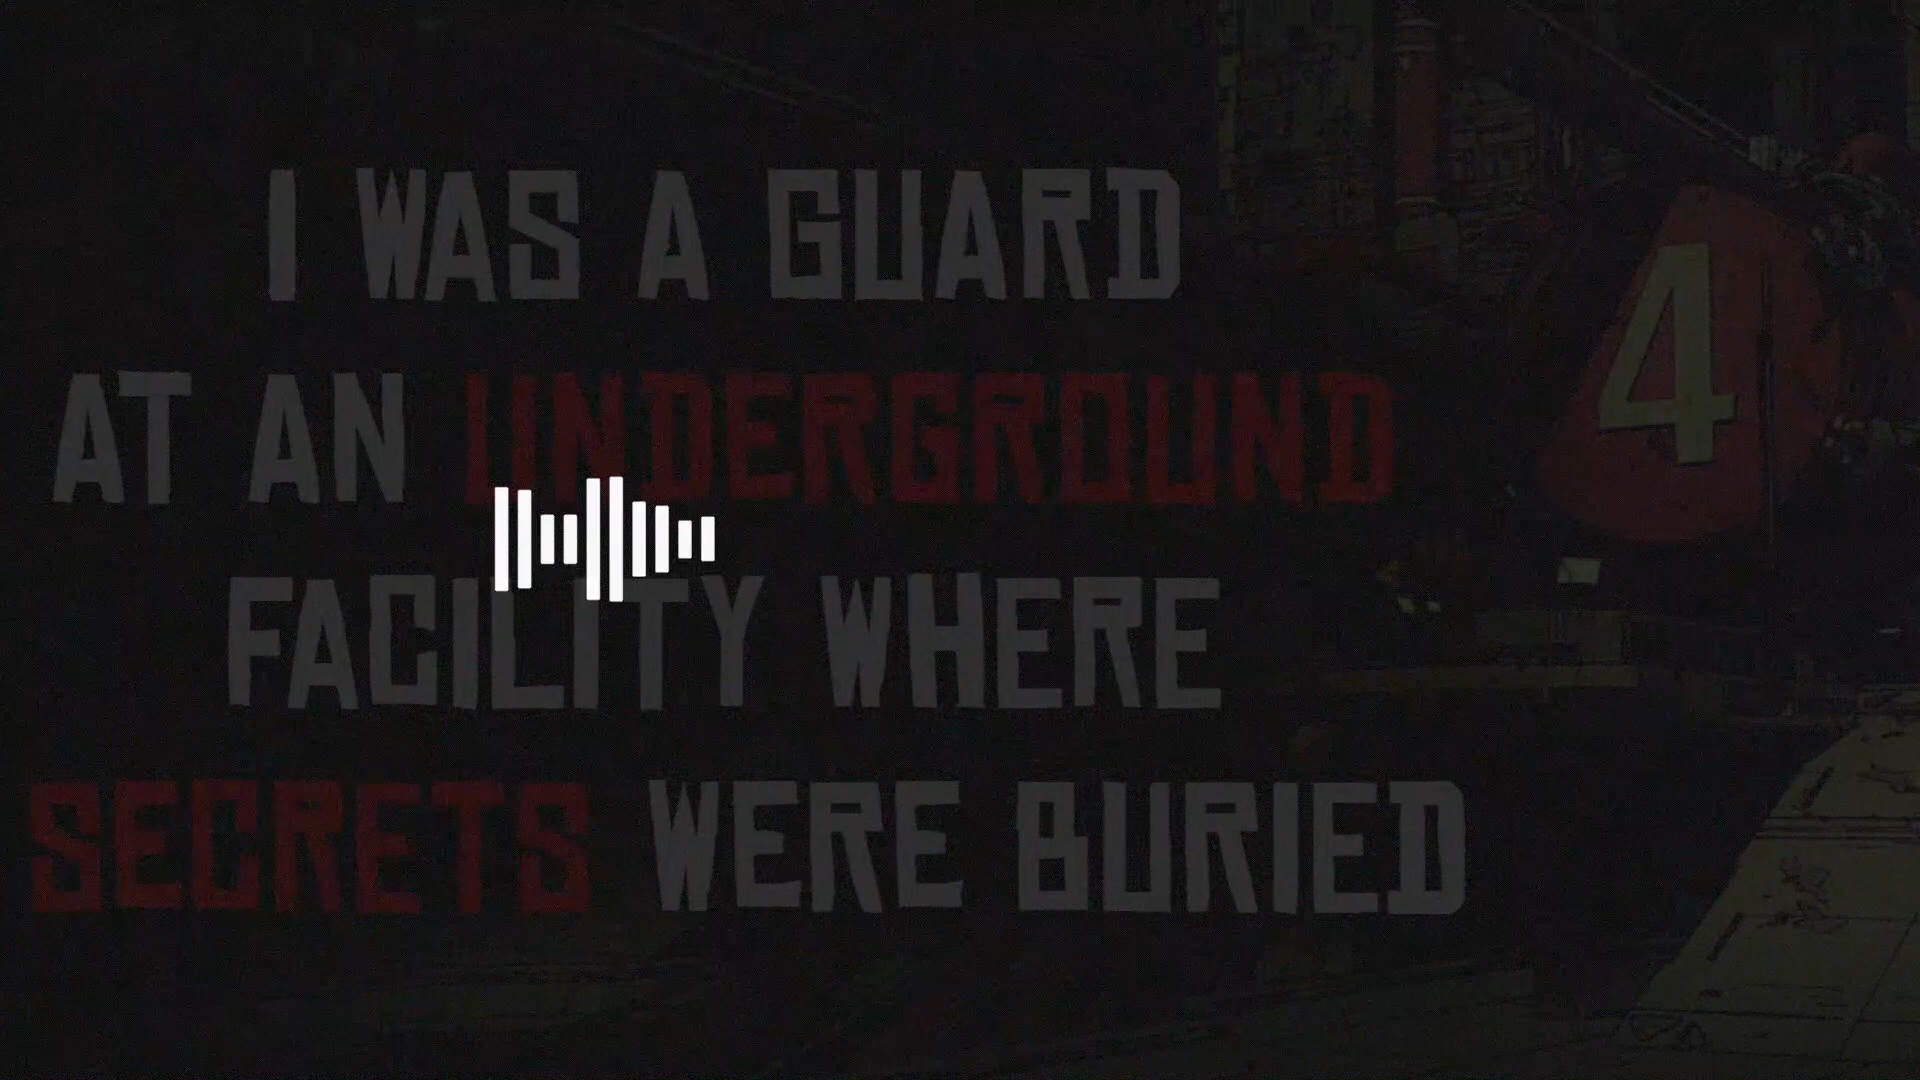 I WAS A GUARD
AT AN UNDERGROUND
FACILITY WHERE
SECRETS WERE BURIED
4